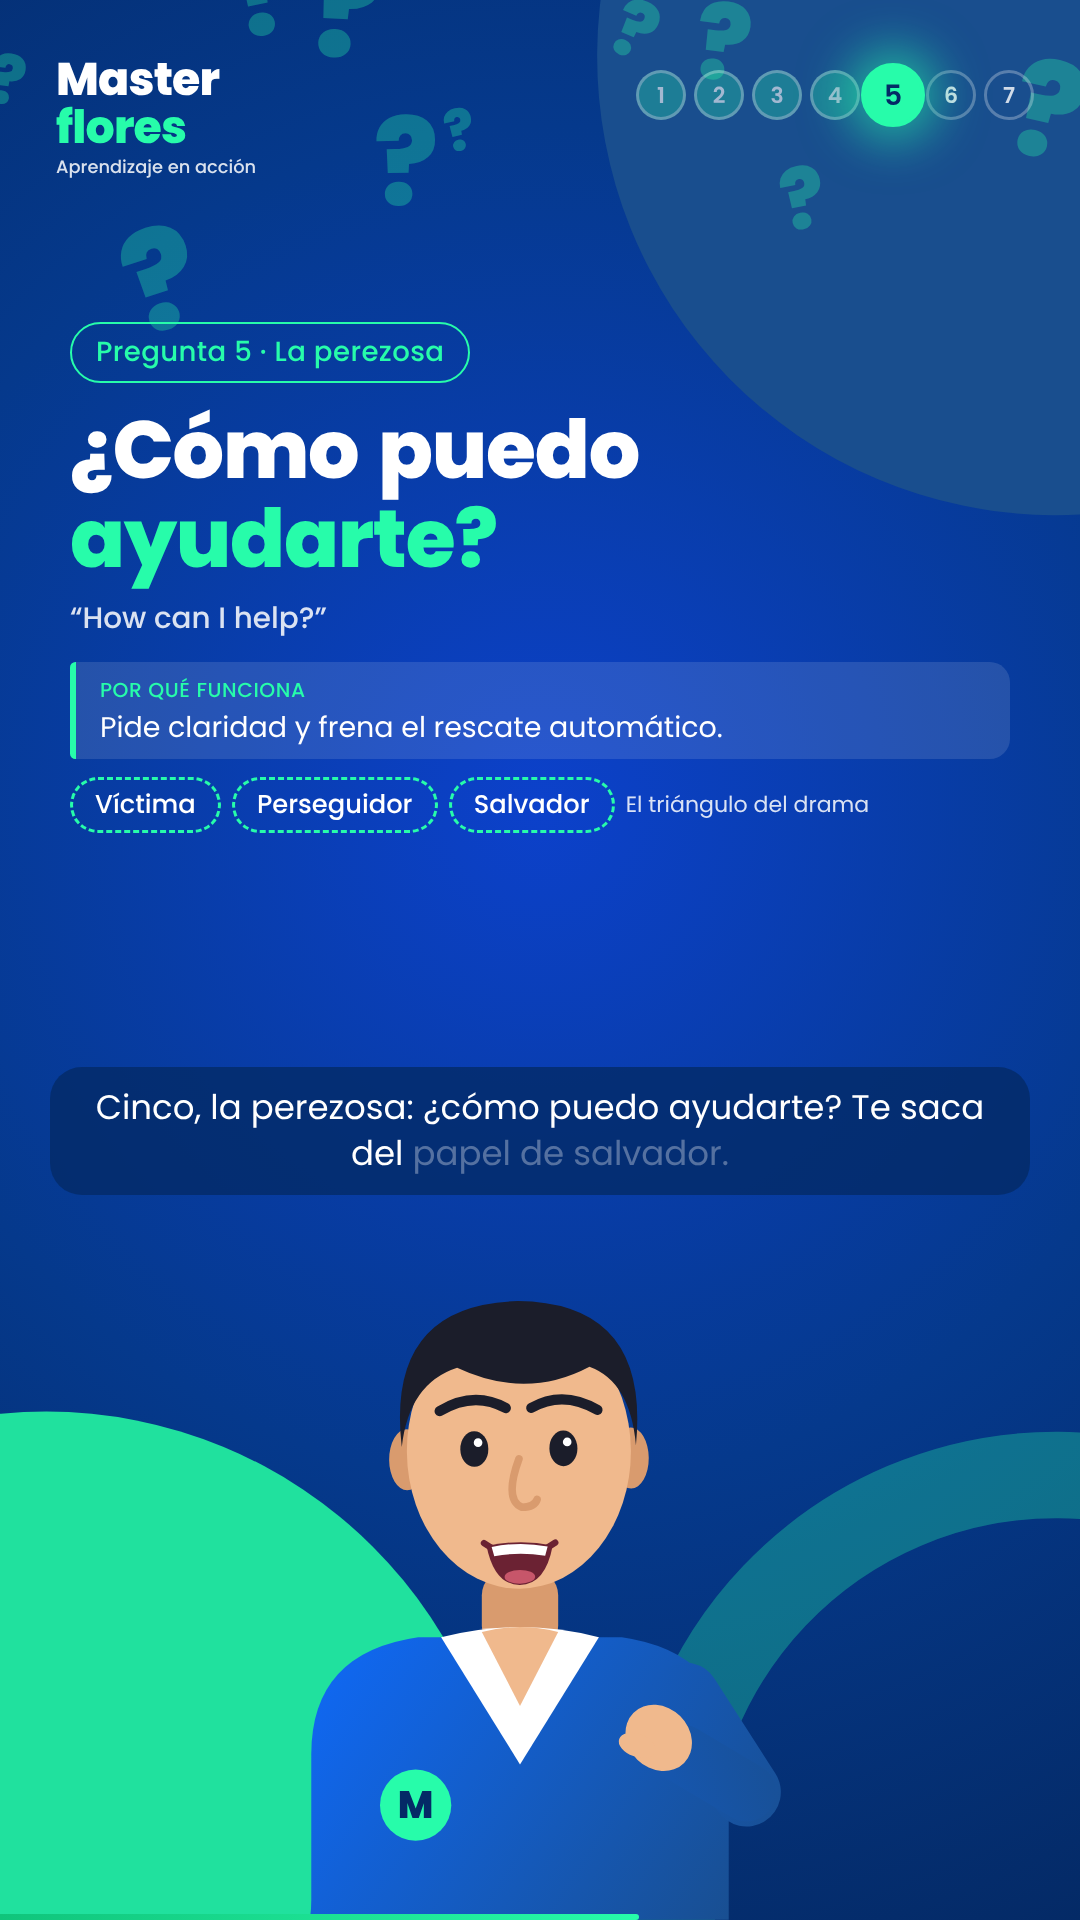 Master
flores
Aprendizaje en acción
1 2 3 4 5 6 7
Pregunta 5 · La perezosa
¿Cómo puedo
ayudarte?
“How can I help?”
POR QUÉ FUNCIONA
Pide claridad y frena el rescate automático.
Víctima Perseguidor Salvador El triángulo del drama
Cinco, la perezosa: ¿cómo puedo ayudarte? Te saca
del papel de salvador.
M